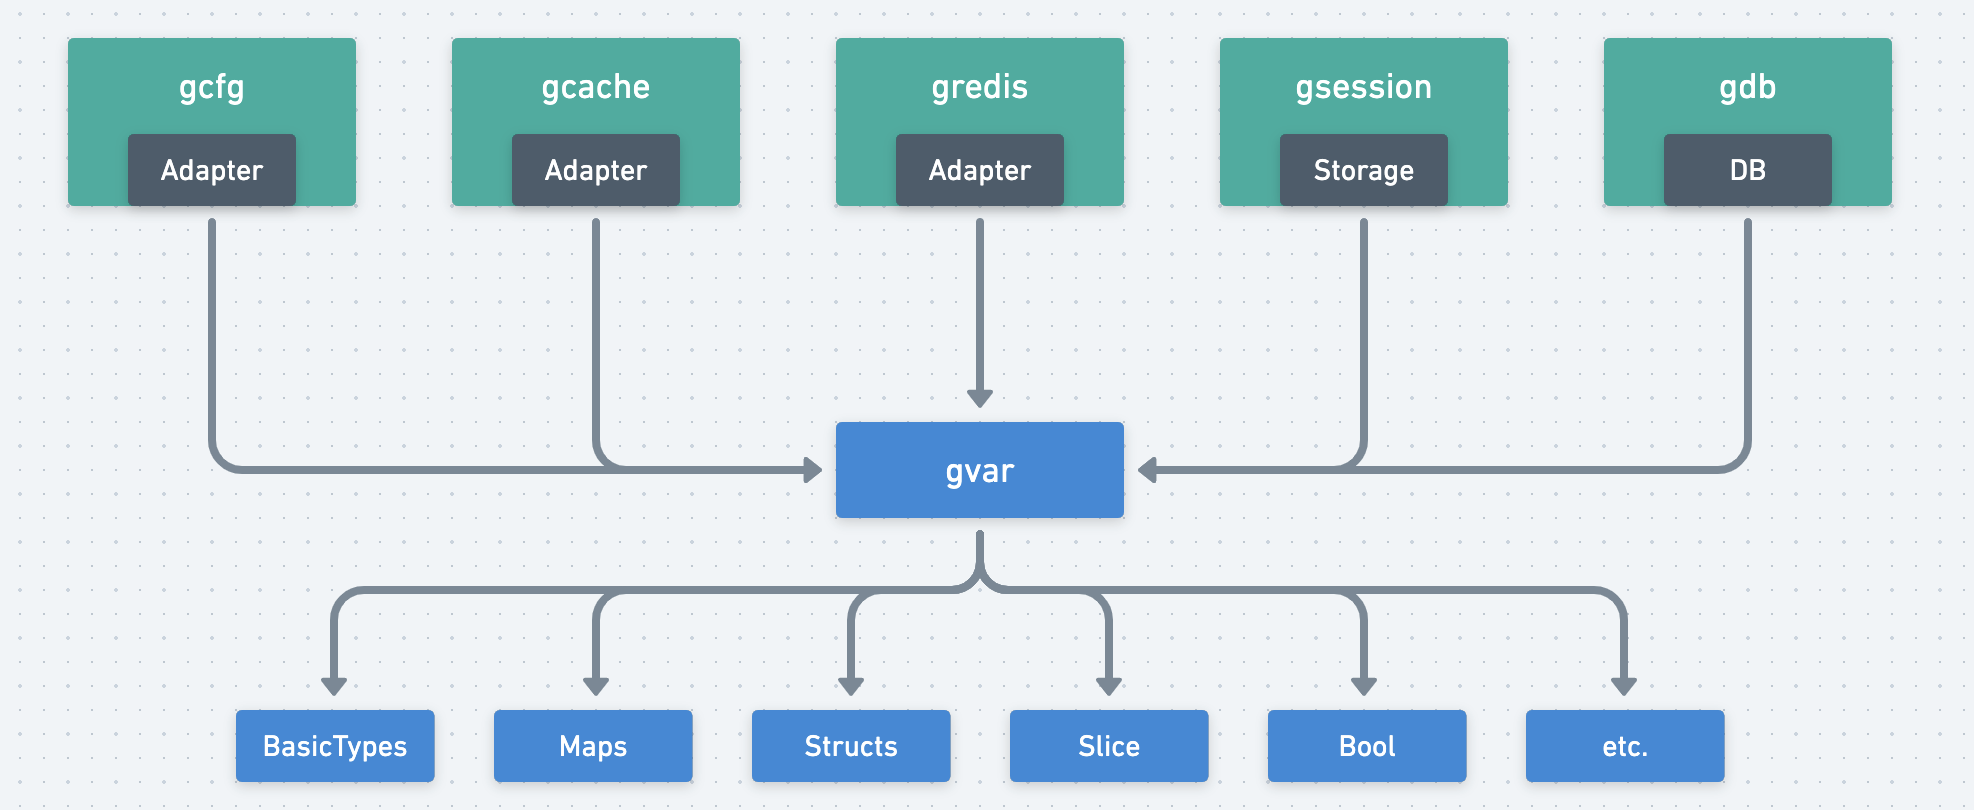 gcfg
gcache
gredis
gsession
gdb
Adapter
Adapter
Adapter
Storage
DB
gvar
BasicTypes
Maps
Structs
Slice
Bool
etc.